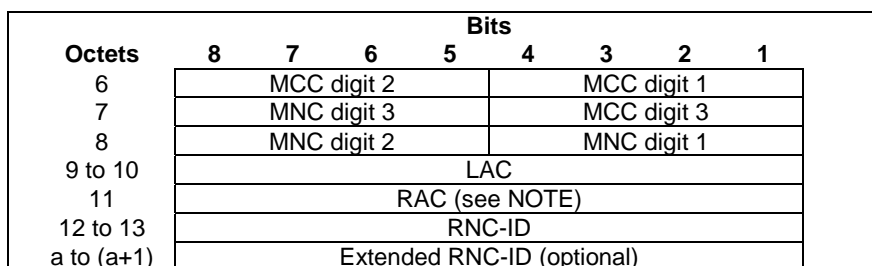 Bits
Octets 8 7 6 5 4 3 2 1
6 MCC digit 2 MCC digit 1
7 MNC digit 3 MCC digit 3
8 MNC digit 2 MNC digit 1
9 to 10 LAC
11 RAC (see NOTE)
12 to 13 RNC-ID
a to (a+1) Extended RNC-ID (optional)